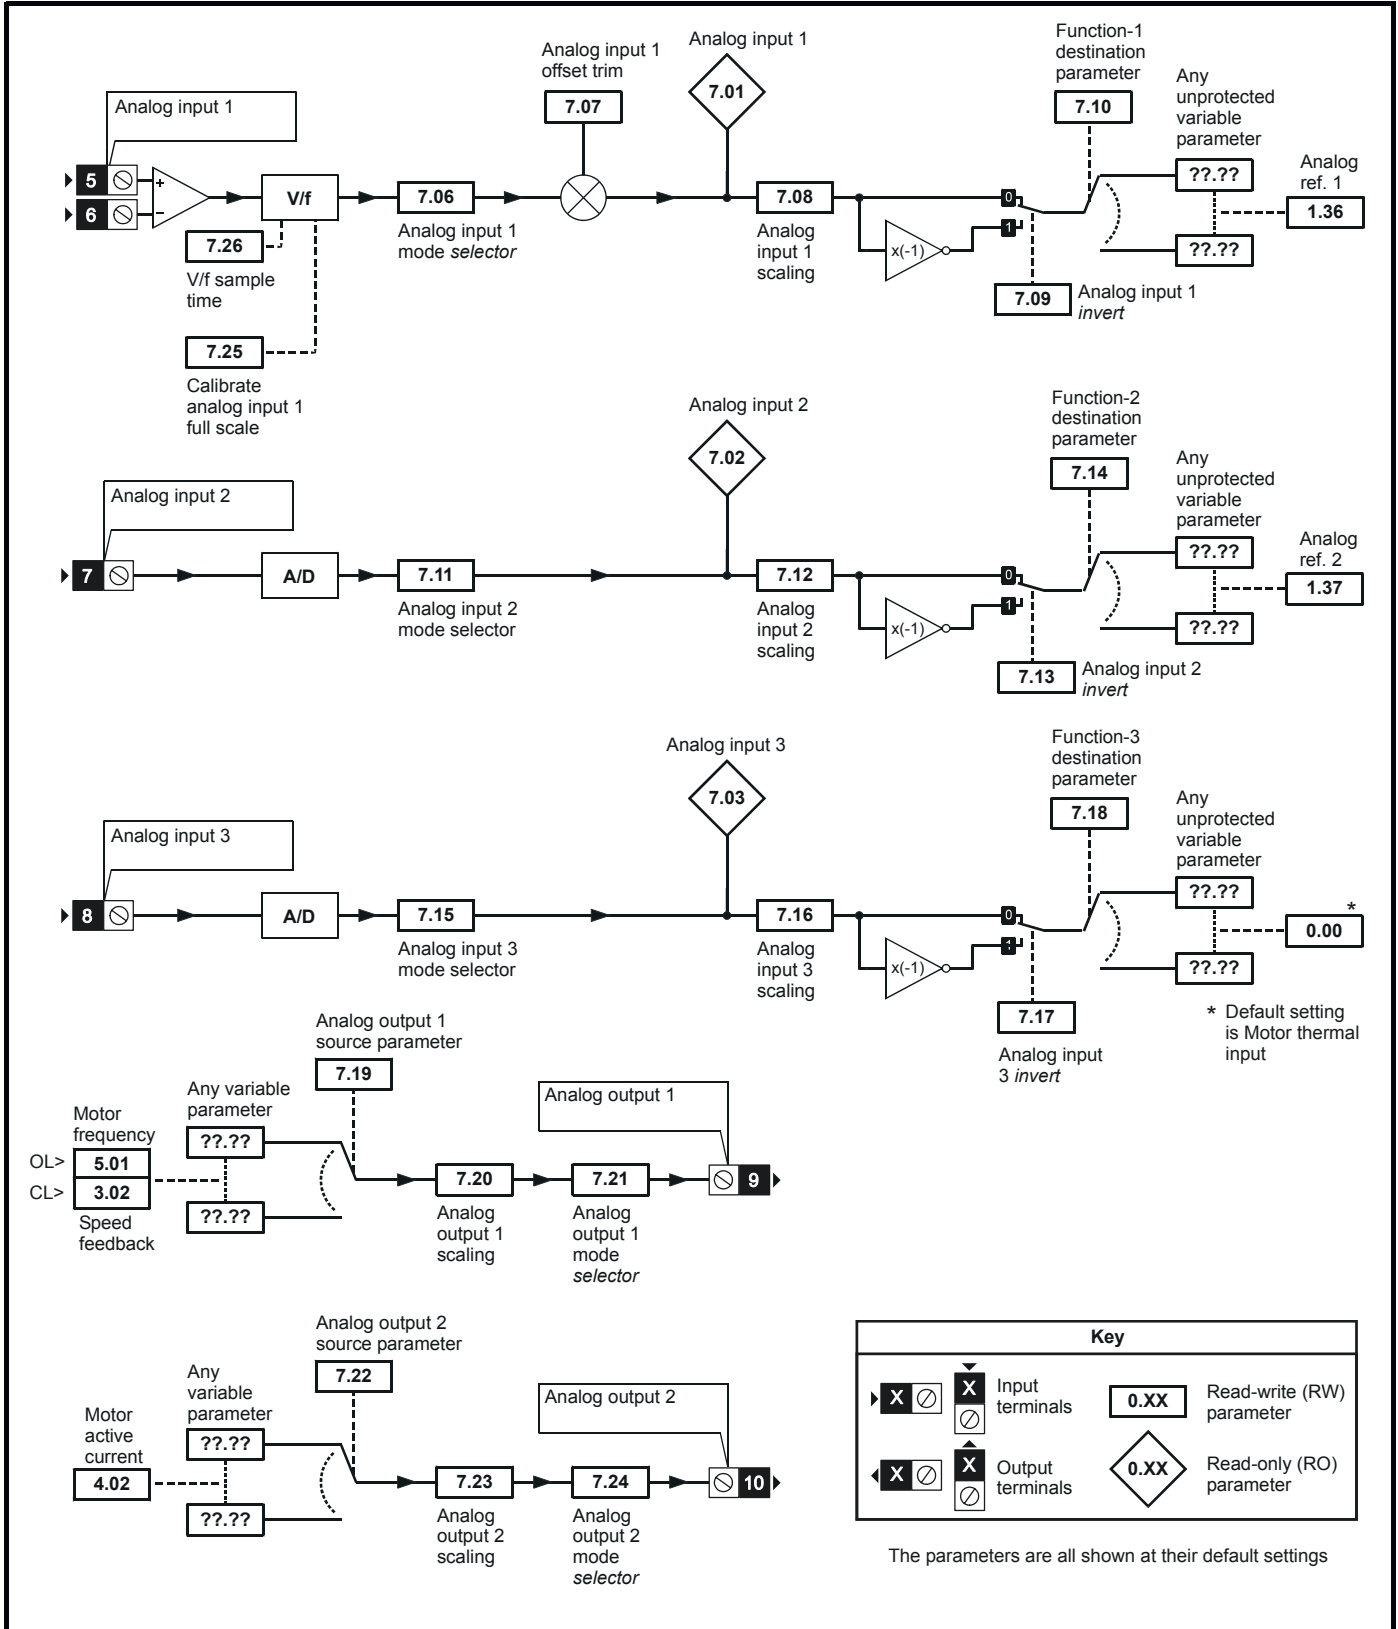 Analog input 1
5
6
+
−
V/f
7.26
V/f sample
time
7.25
Calibrate
analog input 1
full scale
7.06
Analog input 1
mode selector
Analog input 1
offset trim
7.07
Analog input 1
7.01
7.08
Analog
input 1
scaling
x(-1)
0
1
7.09
Analog input 1
invert
Function-1
destination
parameter
7.10
Any
unprotected
variable
parameter
??.??
??.??
Analog
ref. 1
1.36
Analog input 2
7
A/D
7.11
Analog input 2
mode selector
Analog input 2
7.02
7.12
Analog
input 2
scaling
x(-1)
0
1
7.13
Analog input 2
invert
Function-2
destination
parameter
7.14
Any
unprotected
variable
parameter
??.??
??.??
Analog
ref. 2
1.37
Analog input 3
8
A/D
7.15
Analog input 3
mode selector
Analog input 3
7.03
7.16
Analog
input 3
scaling
x(-1)
0
1
7.17
Analog input
3 invert
Function-3
destination
parameter
7.18
Any
unprotected
variable
parameter
??.??
??.??
*
0.00
* Default setting
is Motor thermal
input
Motor
frequency
OL> 5.01
CL> 3.02
Speed
feedback
Any variable
parameter
??.??
??.??
Analog output 1
source parameter
7.19
7.20
Analog
output 1
scaling
7.21
Analog
output 1
mode
selector
Analog output 1
9
Motor
active
current
4.02
Any
variable
parameter
??.??
??.??
Analog output 2
source parameter
7.22
7.23
Analog
output 2
scaling
7.24
Analog
output 2
mode
selector
Analog output 2
10
Key
X
X
Input
terminals
0.XX
Read-write (RW)
parameter
X
X
Output
terminals
0.XX
Read-only (RO)
parameter
The parameters are all shown at their default settings